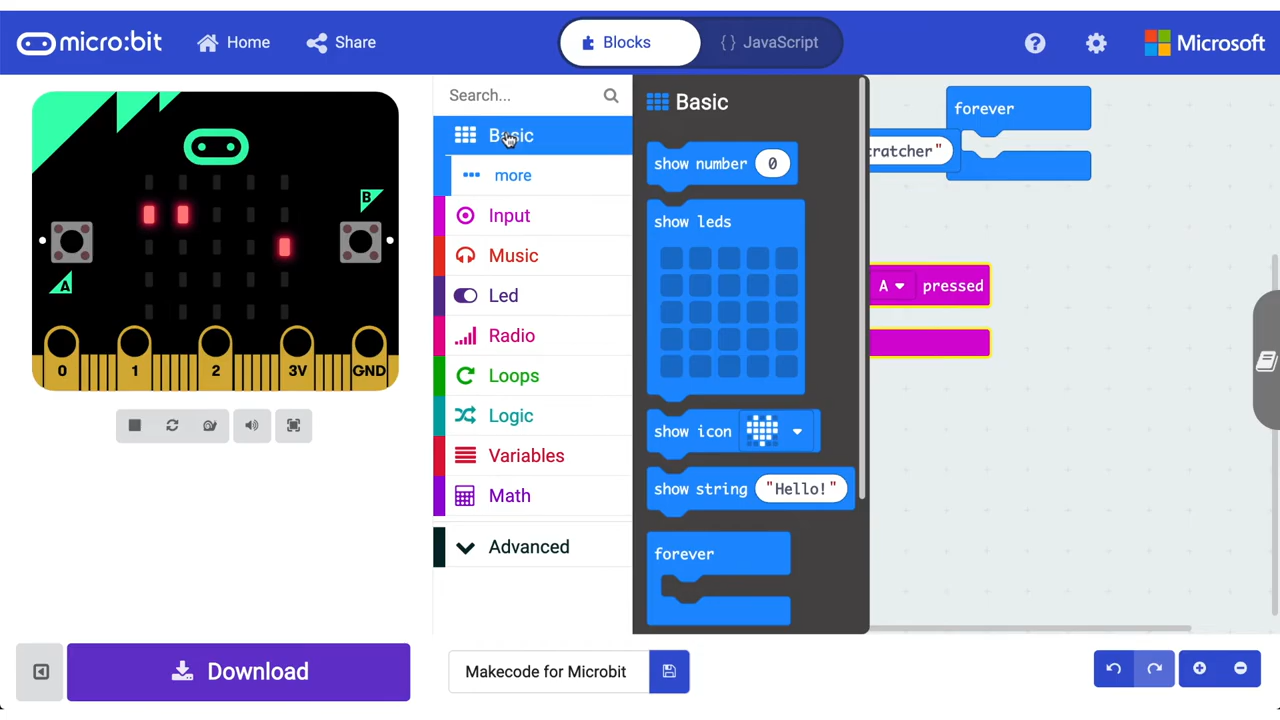 micro:bit
Home
Share
Blocks
{ } JavaScript
?
Microsoft
B
A
0 1 2 3V GND
Download
Search...
Basic
more
Input
Music
Led
Radio
Loops
Logic
Variables
Math
Advanced
Basic
show number 0
show leds
show icon
show string "Hello!"
forever
forever
ratcher"
A pressed
Makecode for Microbit